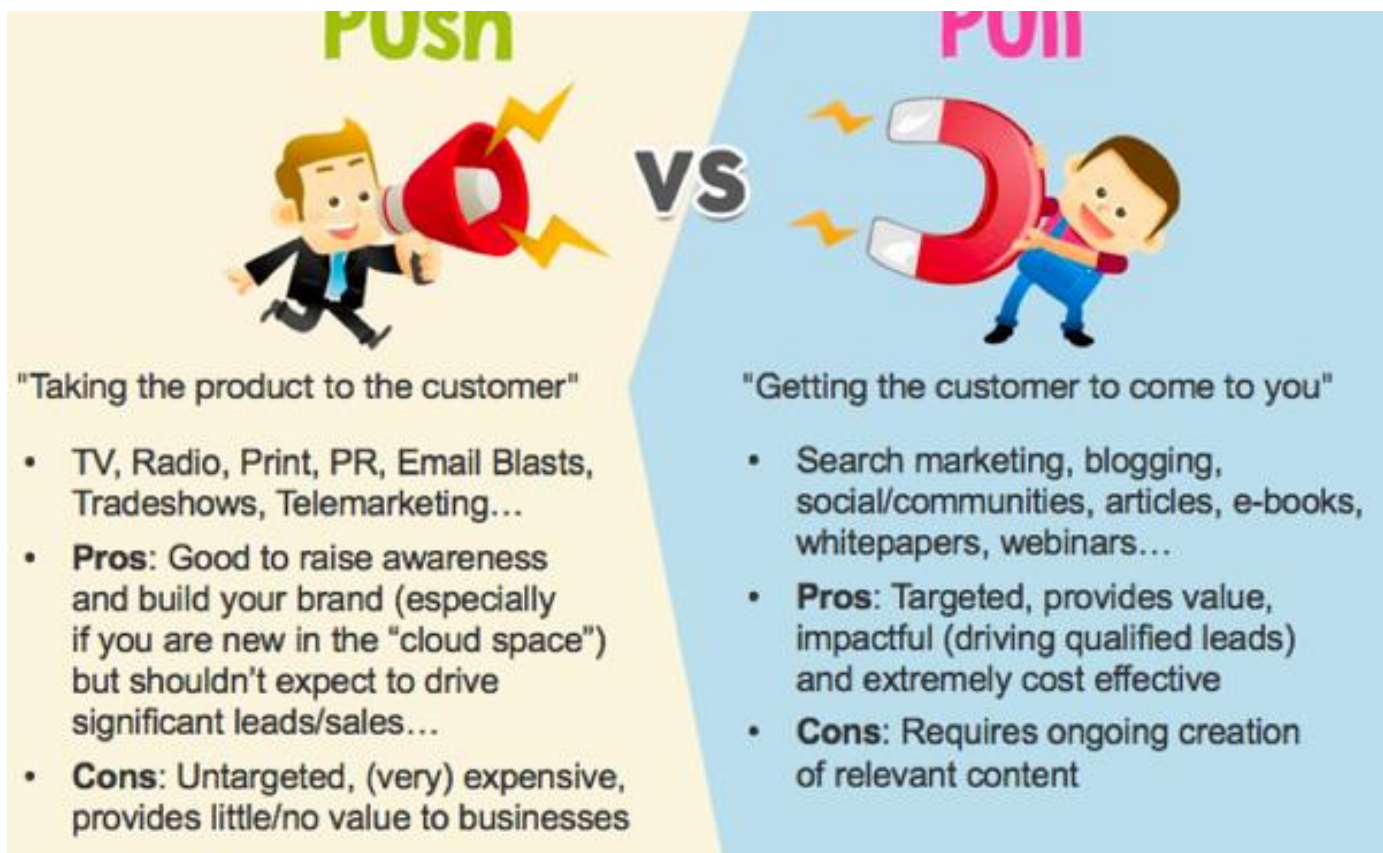 Push
Pull
VS
"Taking the product to the customer"
• TV, Radio, Print, PR, Email Blasts,
Tradeshows, Telemarketing…
• Pros: Good to raise awareness
and build your brand (especially
if you are new in the “cloud space”)
but shouldn’t expect to drive
significant leads/sales…
• Cons: Untargeted, (very) expensive,
provides little/no value to businesses
"Getting the customer to come to you"
• Search marketing, blogging,
social/communities, articles, e-books,
whitepapers, webinars…
• Pros: Targeted, provides value,
impactful (driving qualified leads)
and extremely cost effective
• Cons: Requires ongoing creation
of relevant content